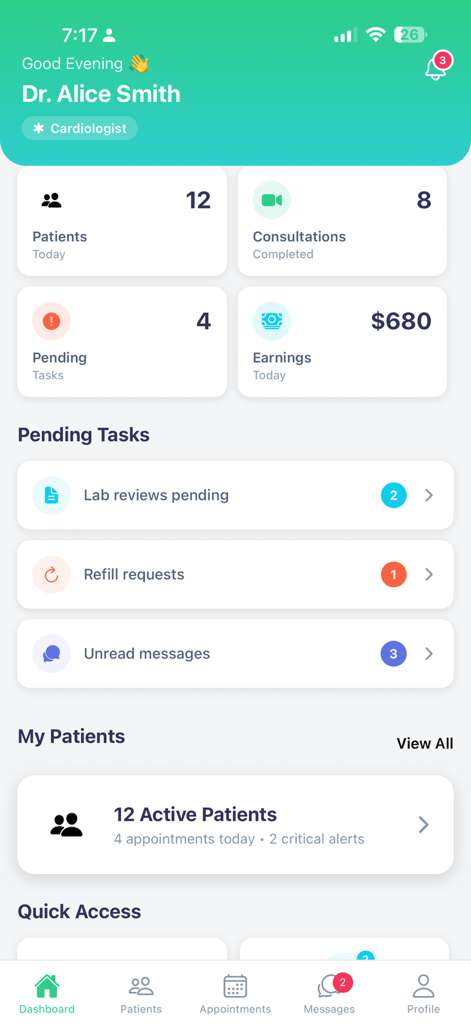 7:17
26
Good Evening 👋
3
Dr. Alice Smith
Cardiologist
12
Patients
Today
8
Consultations
Completed
4
Pending
Tasks
$680
Earnings
Today
Pending Tasks
Lab reviews pending
2
Refill requests
1
Unread messages
3
My Patients
View All
12 Active Patients
4 appointments today • 2 critical alerts
Quick Access
Dashboard
Patients
Appointments
2
Messages
Profile